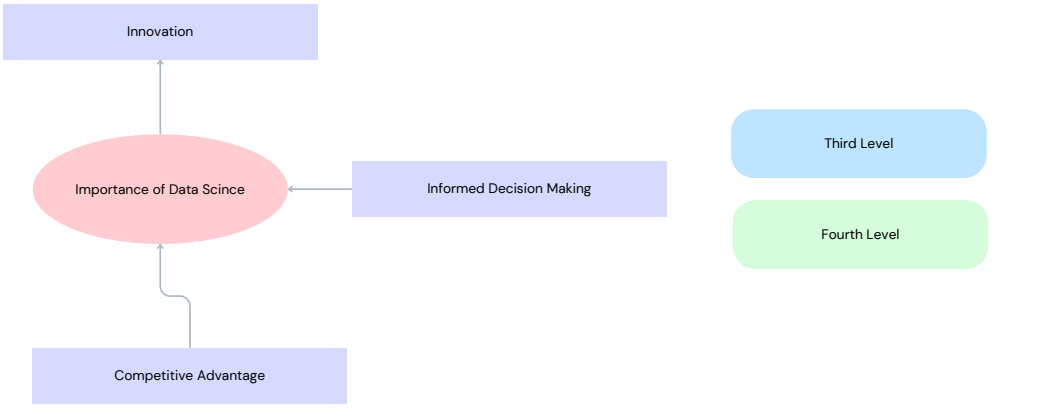 Innovation
Third Level
Importance of Data Scince
Informed Decision Making
Fourth Level
Competitive Advantage